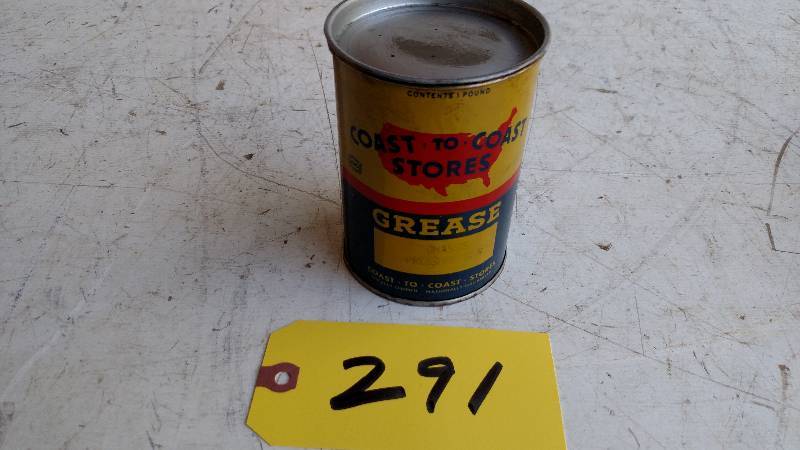 CONTENTS 1 POUND
COAST · TO · COAST
STORES
GREASE
COAST · TO · COAST · STORES
291